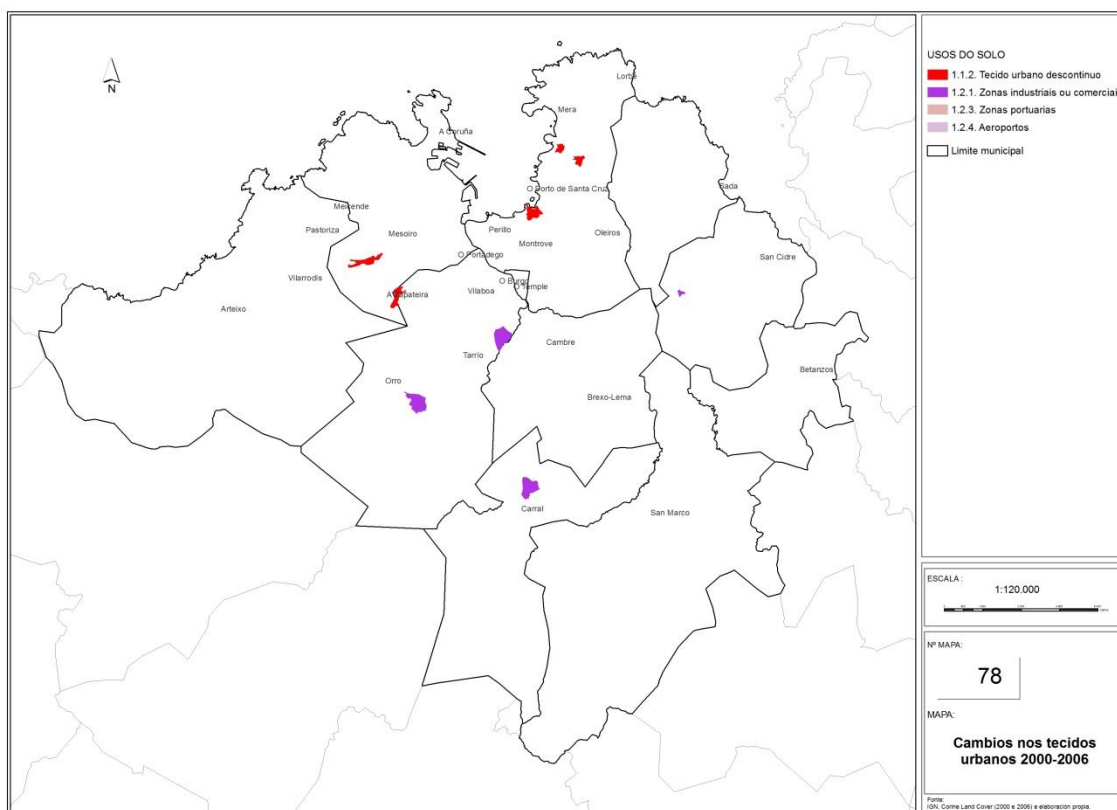 N
Lorbé
Mera
A Coruña
O Porto de Santa Cruz
Sada
Meicende
Pastoriza
Mesoiro
Perillo
Montrove
Oleiros
O Portádego
San Cidre
Vilarrodís
O Burgo
O Temple
Vilaboa
A Zapateira
Arteixo
Tarrío
Cambre
Betanzos
Orro
Brexo-Lema
Carral
San Marco
USOS DO SOLO
1.1.2. Tecido urbano descontinuo
1.2.1. Zonas industriais ou comerciai
1.2.3. Zonas portuarias
1.2.4. Aeroportos
Límite municipal
ESCALA :
1:120.000
Nº MAPA:
78
MAPA:
Cambios nos tecidos
urbanos 2000-2006
Fonte:
IGN, Corine Land Cover (2000 e 2006) e elaboración propia.